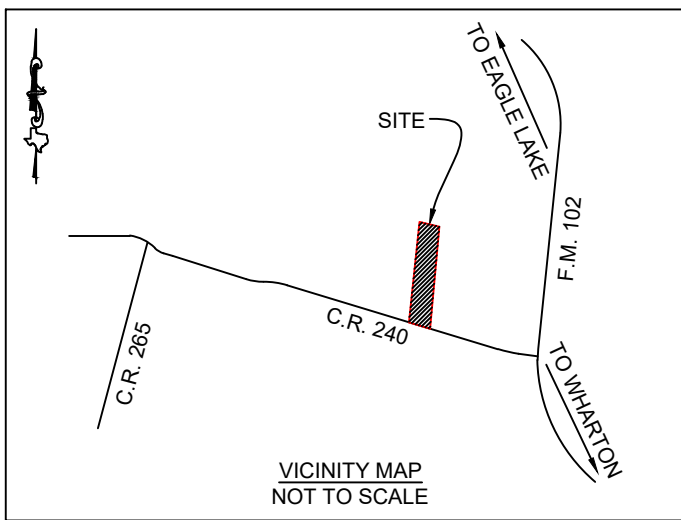 TO EAGLE LAKE
SITE
F.M. 102
C.R. 240
C.R. 265
TO WHARTON
VICINITY MAP
NOT TO SCALE